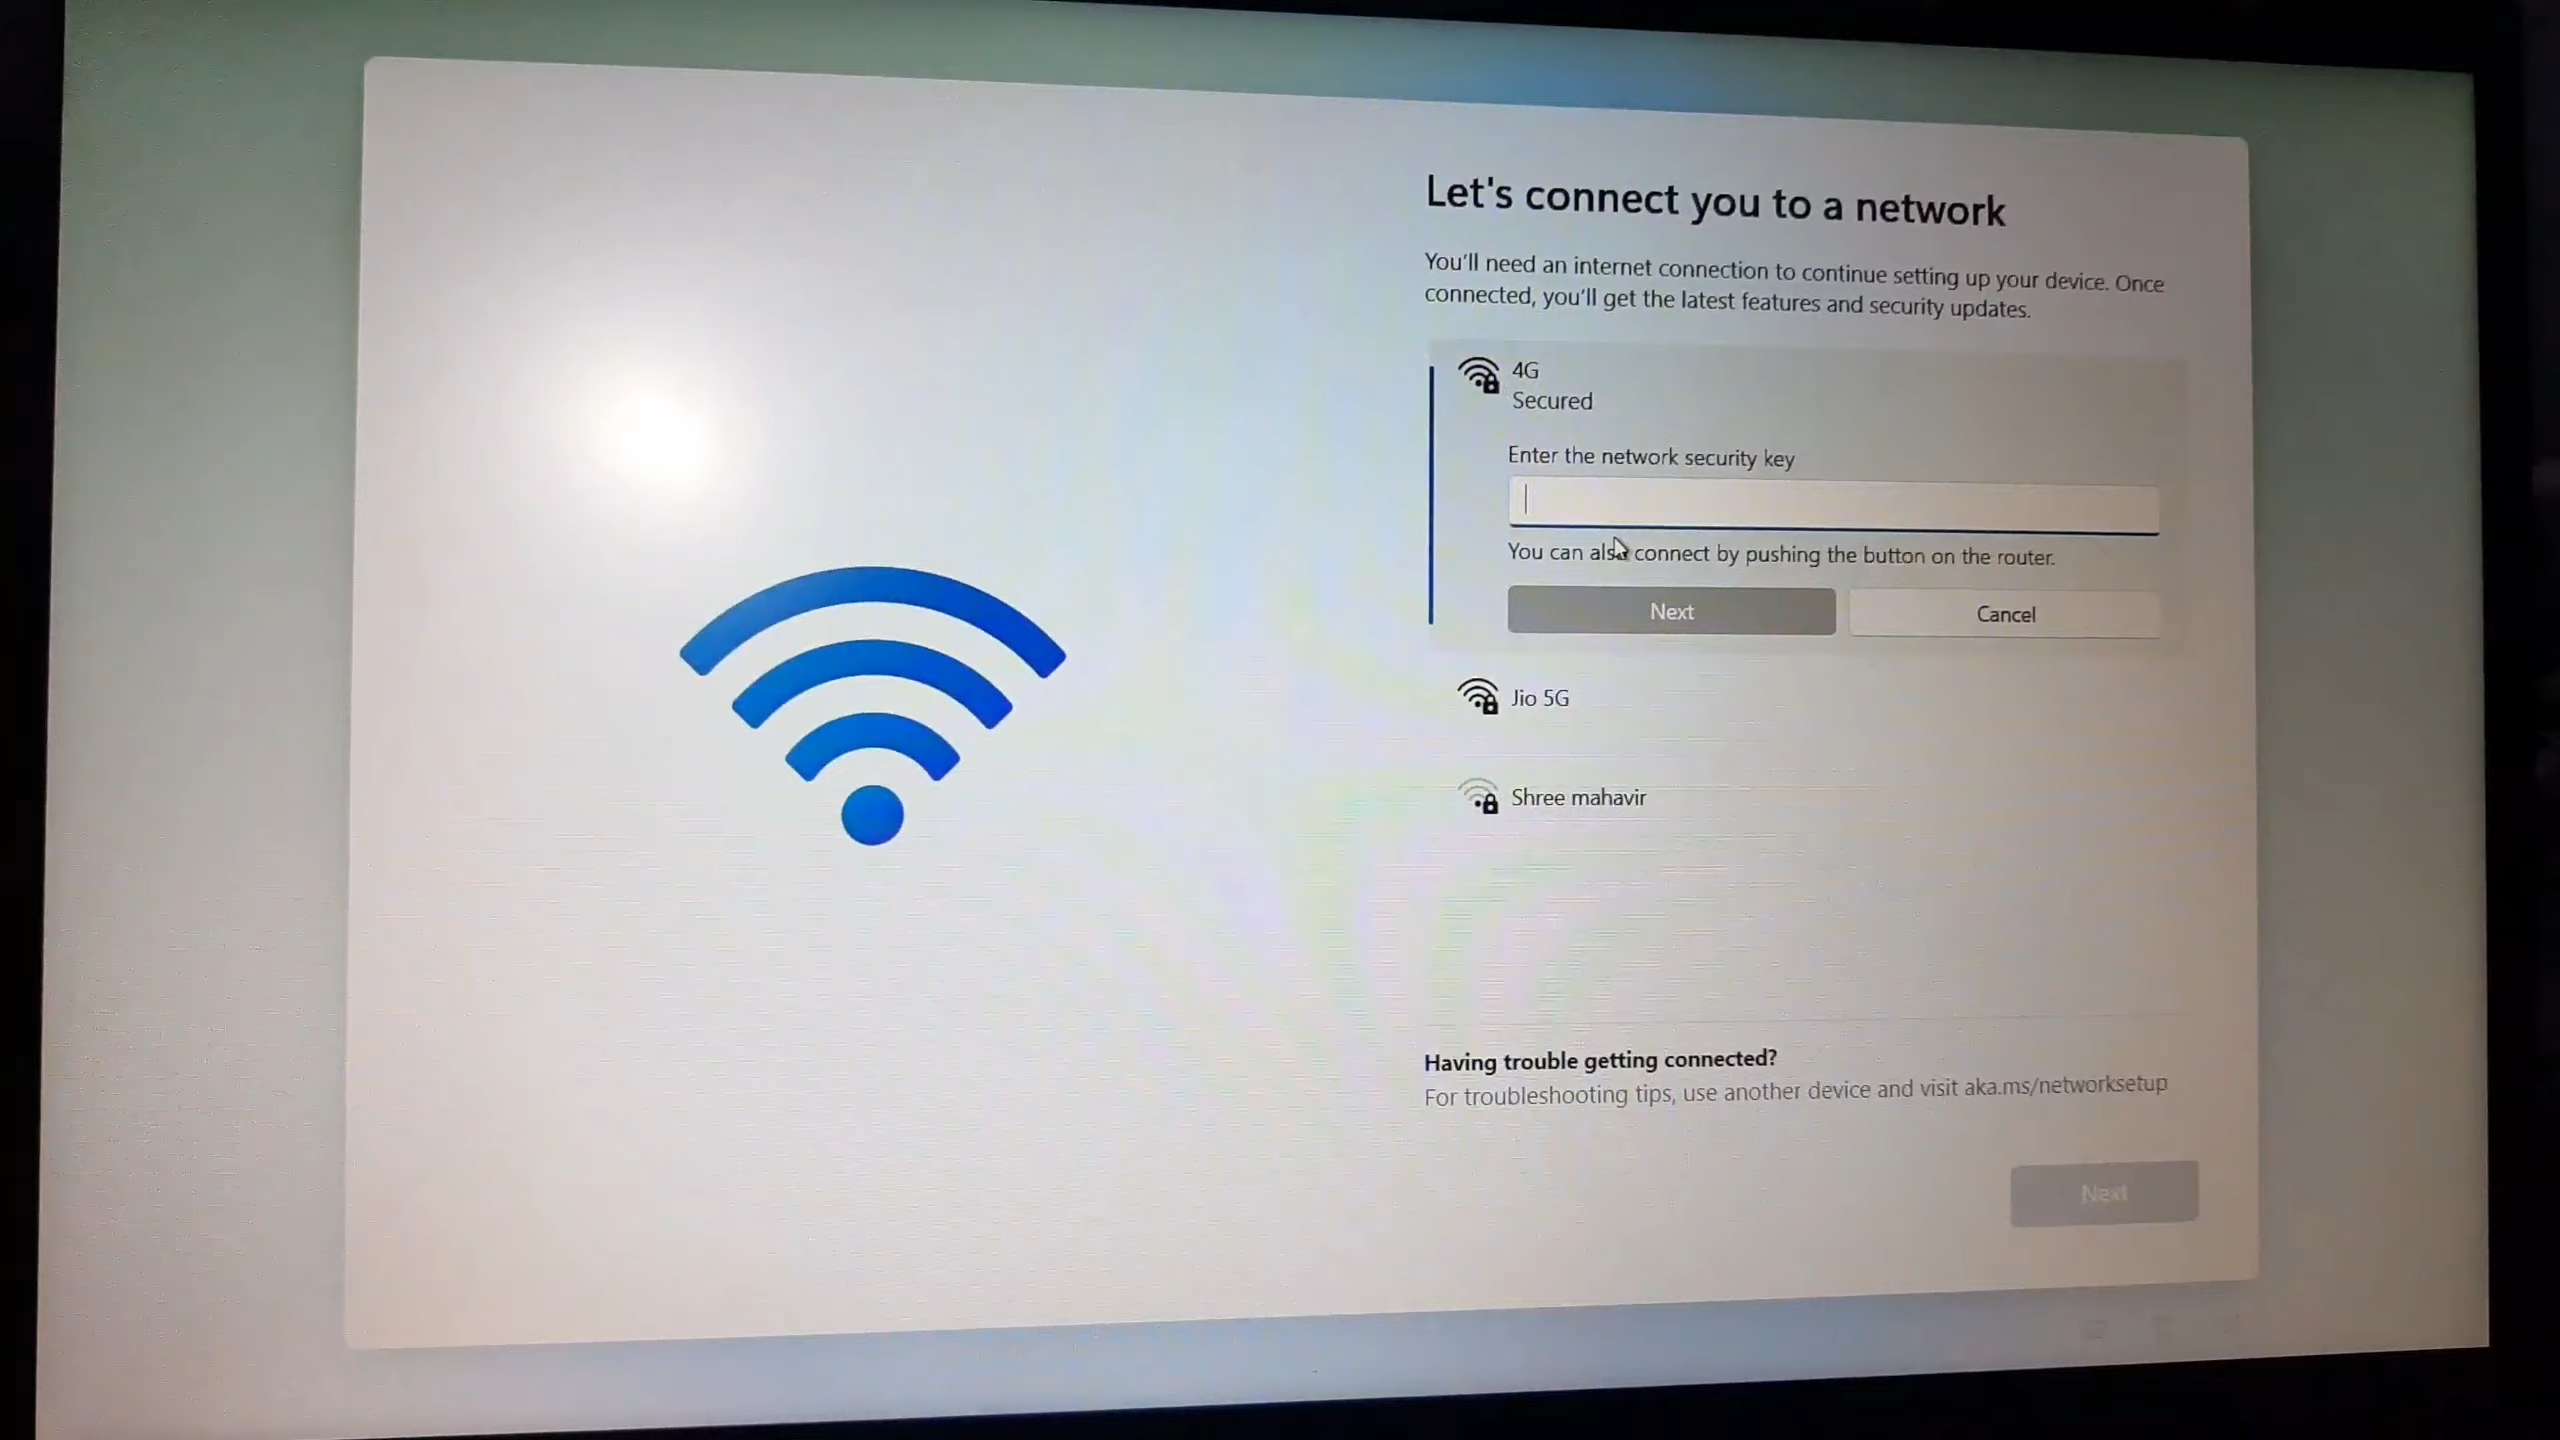 Let's connect you to a network
You'll need an internet connection to continue setting up your device. Once
connected, you'll get the latest features and security updates.
4G
Secured
Enter the network security key
You can also connect by pushing the button on the router.
Next
Cancel
Jio 5G
Shree mahavir
Having trouble getting connected?
For troubleshooting tips, use another device and visit aka.ms/networksetup
Next